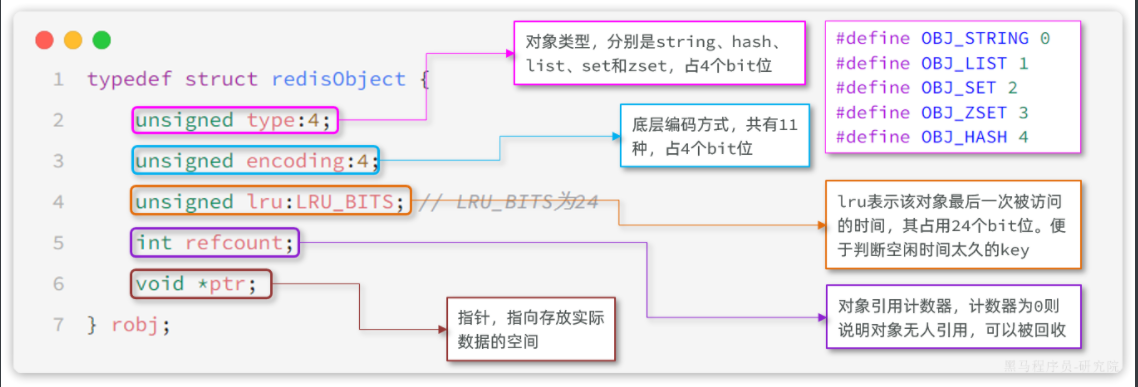 1 typedef struct redisObject {
2 unsigned type:4;
3 unsigned encoding:4;
4 unsigned lru:LRU_BITS; // LRU_BITS为24
5 int refcount;
6 void *ptr;
7 } robj;
对象类型，分别是string、hash、
list、set和zset，占4个bit位
#define OBJ_STRING 0
#define OBJ_LIST 1
#define OBJ_SET 2
#define OBJ_ZSET 3
#define OBJ_HASH 4
底层编码方式，共有11
种，占4个bit位
lru表示该对象最后一次被访问
的时间，其占用24个bit位。便
于判断空闲时间太久的key
对象引用计数器，计数器为0则
说明对象无人引用，可以被回收
指针，指向存放实际
数据的空间
黑马程序员-研究院